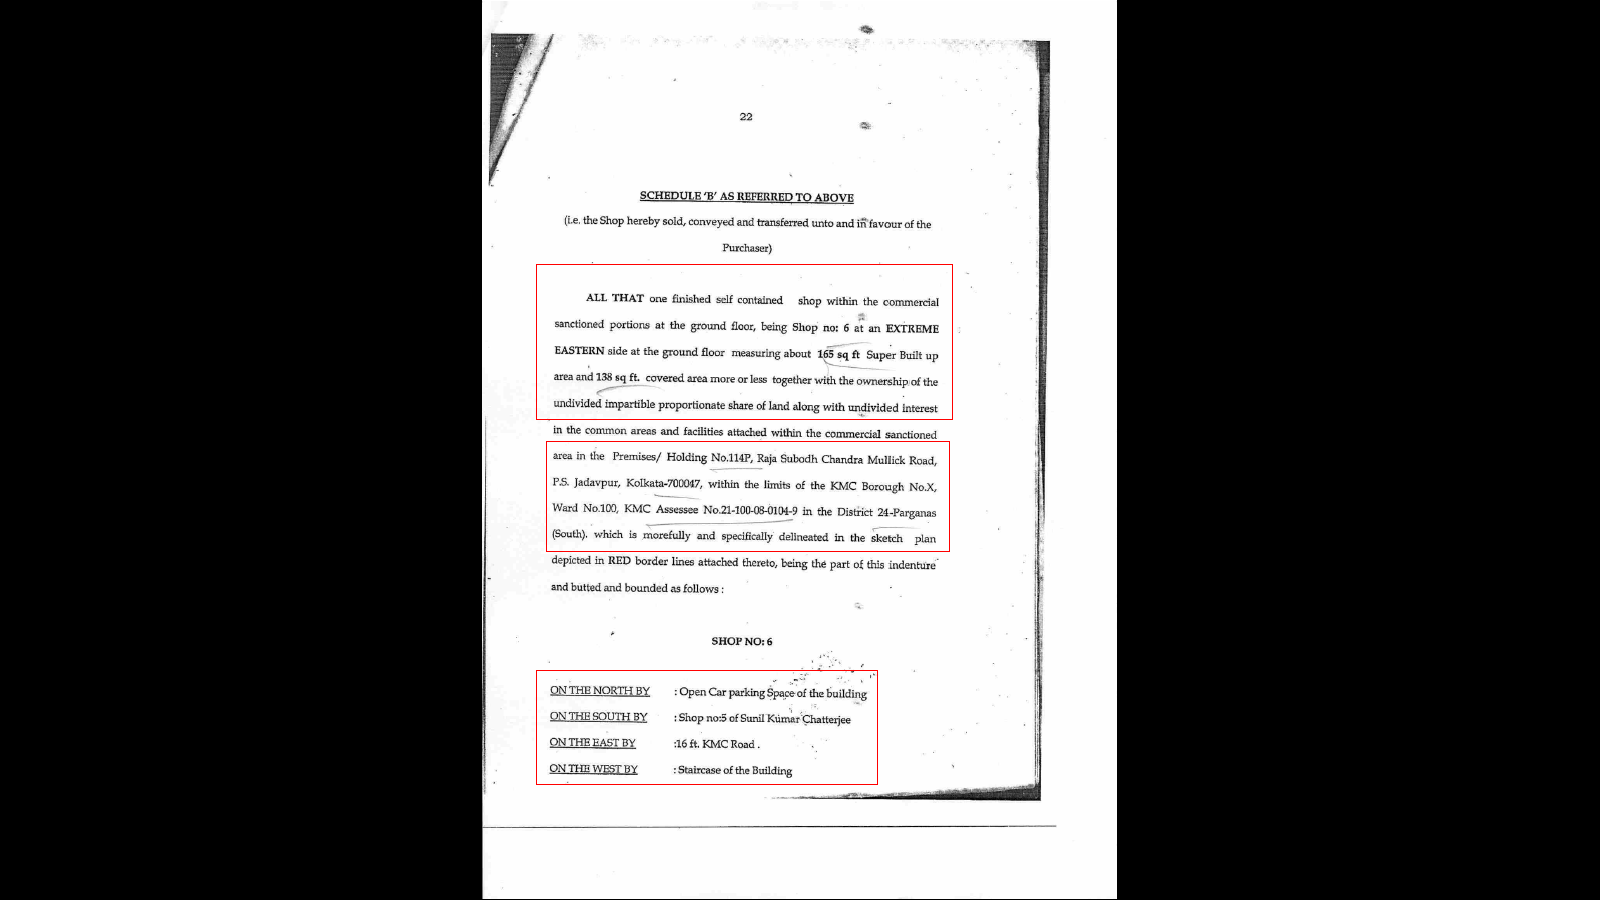 22
SCHEDULE 'B' AS REFERRED TO ABOVE
(i.e. the Shop hereby sold, conveyed and transferred unto and in favour of the
Purchaser)
ALL THAT one finished self contained shop within the commercial
sanctioned portions at the ground floor, being Shop no: 6 at an EXTREME
EASTERN side at the ground floor measuring about 165 sq ft Super Built up
area and 138 sq ft. covered area more or less together with the ownership of the
undivided impartible proportionate share of land along with undivided interest
in the common areas and facilities attached within the commercial sanctioned
area in the Premises/ Holding No.114P, Raja Subodh Chandra Mullick Road,
P.S. Jadavpur, Kolkata-700047, within the limits of the KMC Borough No.X,
Ward No.100, KMC Assessee No.21-100-08-0104-9 in the District 24-Parganas
(South). which is morefully and specifically delineated in the sketch plan
depicted in RED border lines attached thereto, being the part of this indenture
and butted and bounded as follows :
SHOP NO: 6
ON THE NORTH BY : Open Car parking Space of the building
ON THE SOUTH BY : Shop no:5 of Sunil Kumar Chatterjee
ON THE EAST BY :16 ft. KMC Road .
ON THE WEST BY : Staircase of the Building